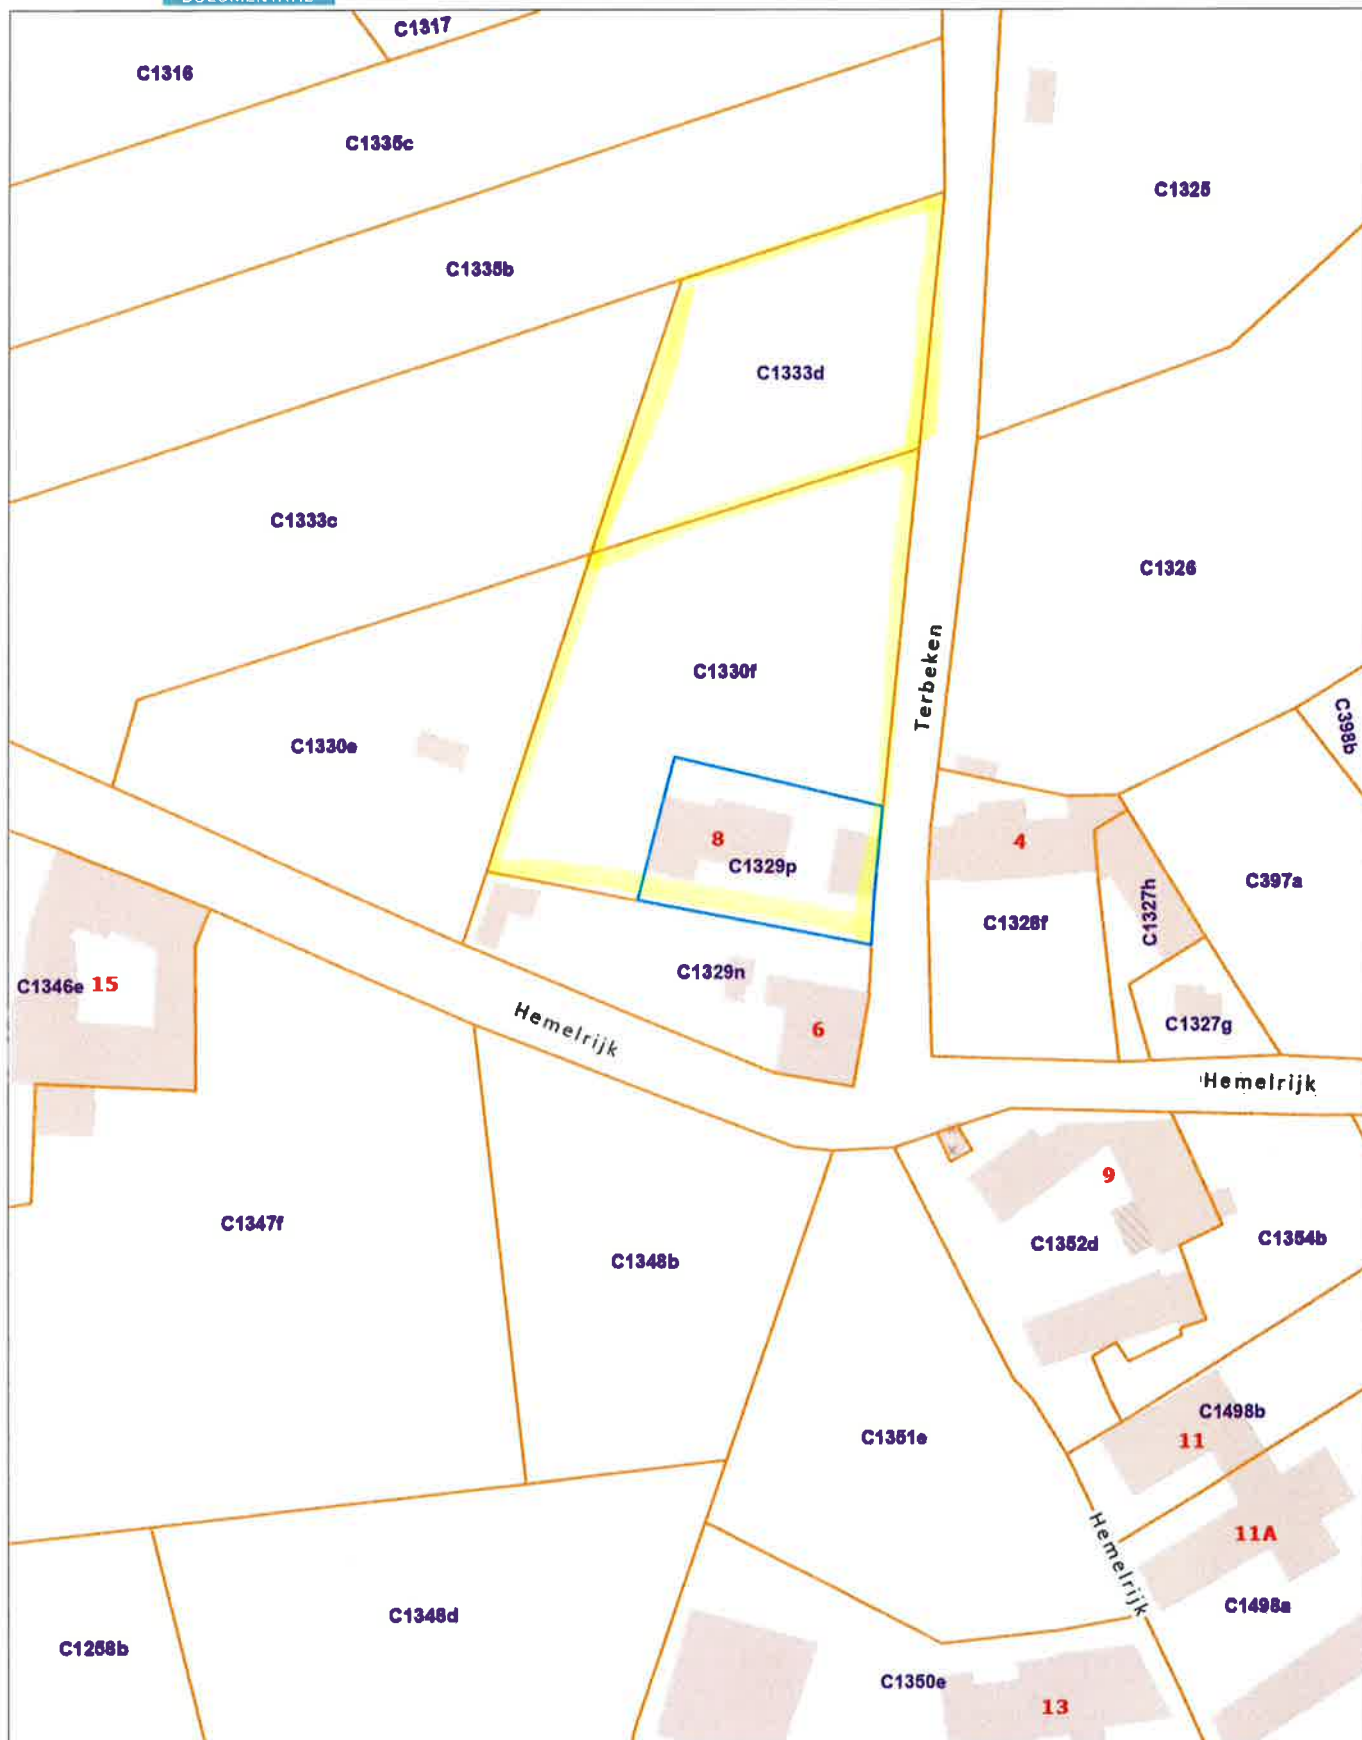 DOCUMENTATIE
C1317
C1316
C1335c
C1325
C1335b
C1333d
C1333c
C1326
Terbeken
C1330f
C398b
C1330e
8
4
C1329p
C397a
C1327h
C1328f
C1329n
C1346e 15
Hemelrijk
6
C1327g
Hemelrijk
9
C1347f
C1352d
C1354b
C1348b
C1498b
C1351e
11
Hemelrijk
11A
C1498a
C1348d
C1258b
C1350e
13